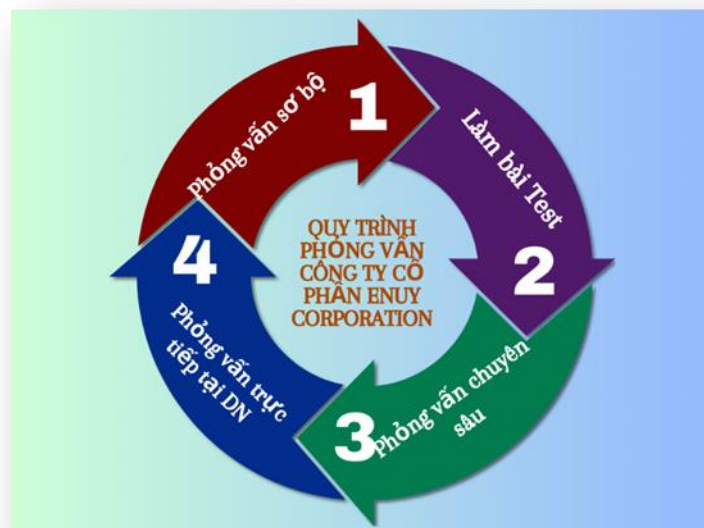 QUY TRÌNH
PHỎNG VẤN
CÔNG TY CỔ
PHẦN ENUY
CORPORATION
1
Phỏng vấn sơ bộ
2
Làm bài Test
3
Phỏng vấn chuyên
sâu
4
Phỏng vấn trực
tiếp tại DN